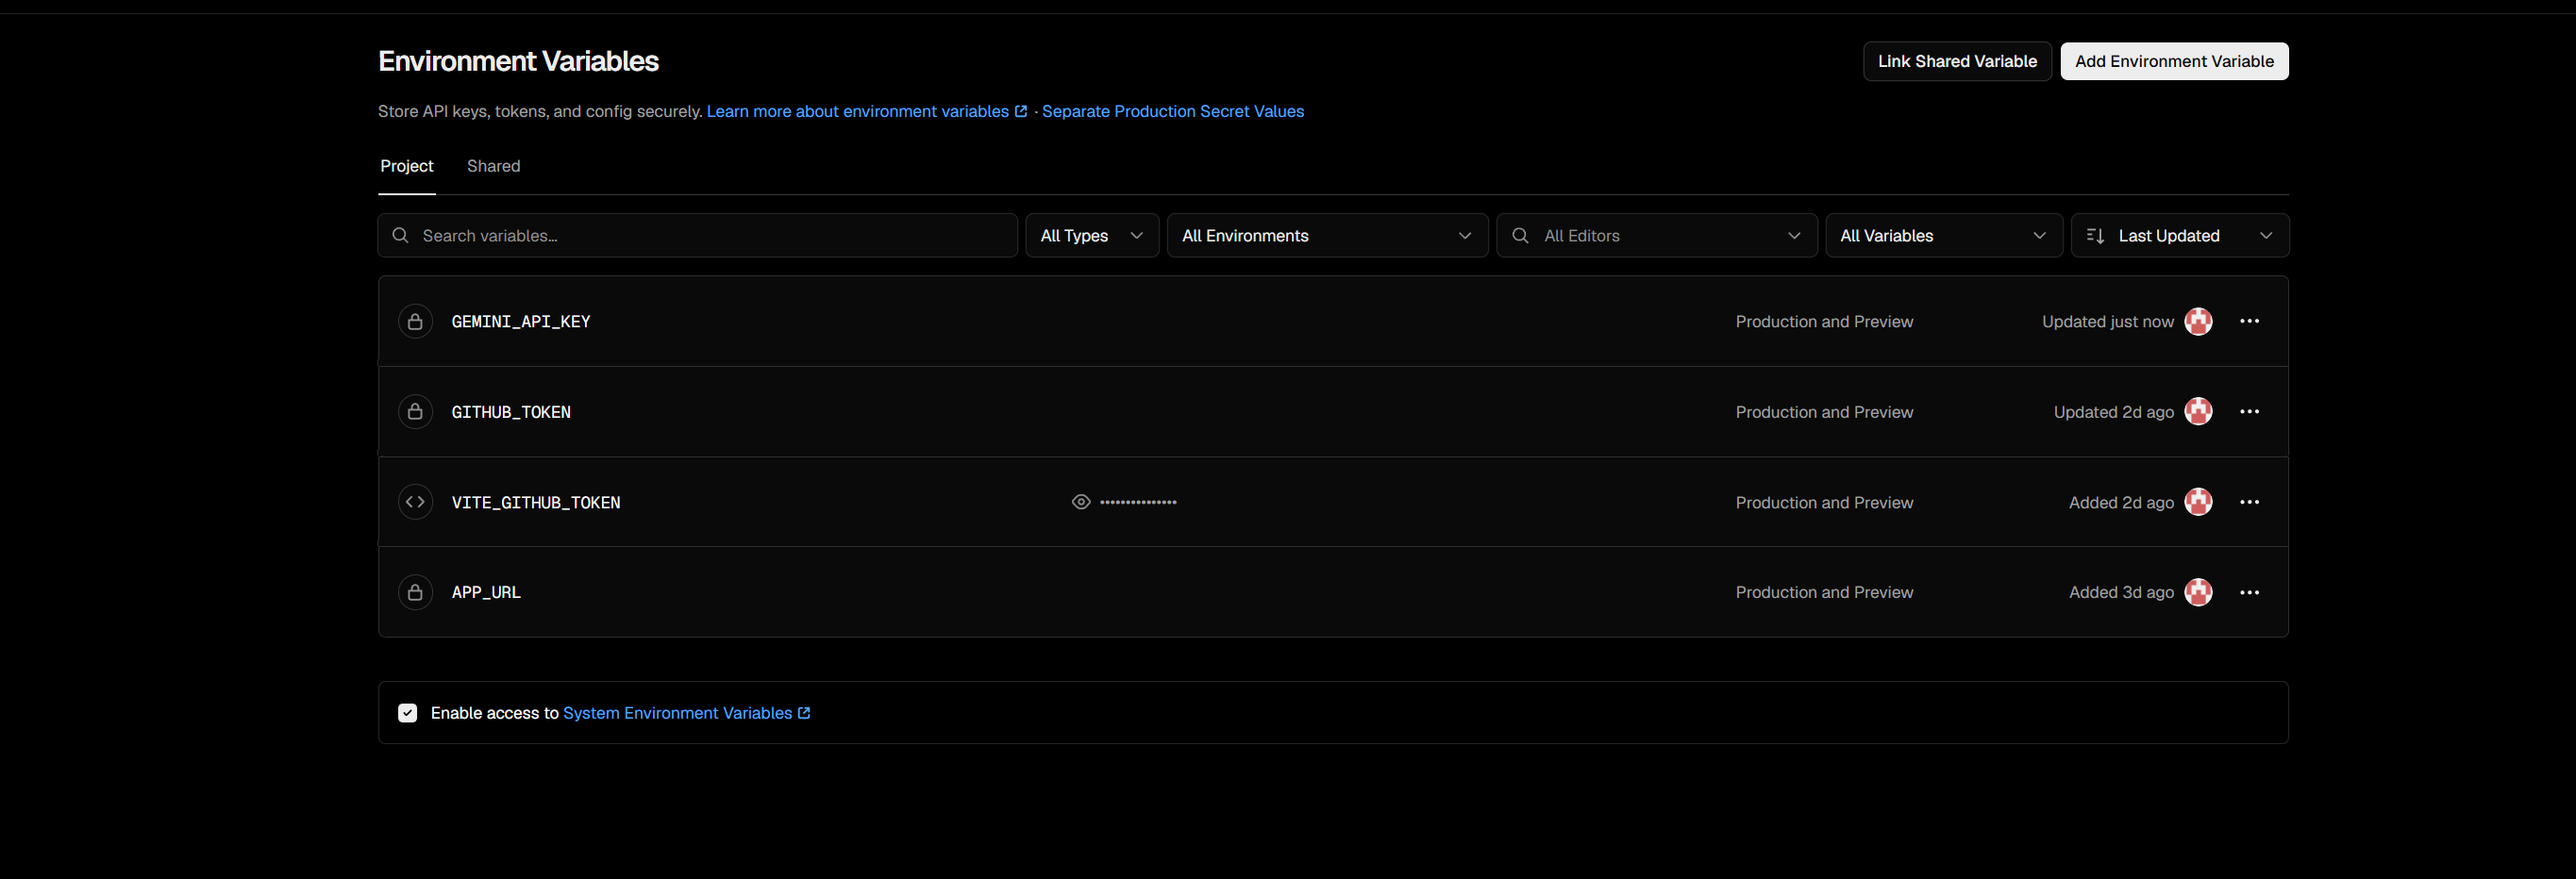 Environment Variables
Link Shared Variable
Add Environment Variable
Store API keys, tokens, and config securely. Learn more about environment variables · Separate Production Secret Values
Project
Shared
Search variables...
All Types
All Environments
All Editors
All Variables
Last Updated
GEMINI_API_KEY
Production and Preview
Updated just now
GITHUB_TOKEN
Production and Preview
Updated 2d ago
VITE_GITHUB_TOKEN
•••••••••••••••
Production and Preview
Added 2d ago
APP_URL
Production and Preview
Added 3d ago
Enable access to System Environment Variables